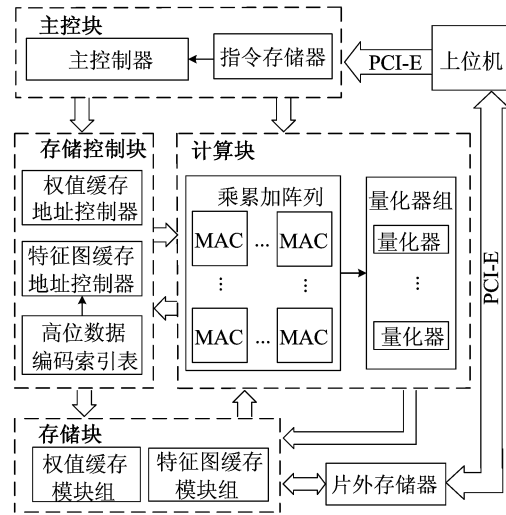 主控块
主控制器
指令存储器
PCI-E
上位机
存储控制块
权值缓存
地址控制器
特征图缓存
地址控制器
高位数据
编码索引表
计算块
乘累加阵列
MAC ... MAC
⋮ ⋮
MAC ... MAC
量化器组
量化器
⋮
量化器
PCI-E
存储块
权值缓存
模块组
特征图缓存
模块组
片外存储器